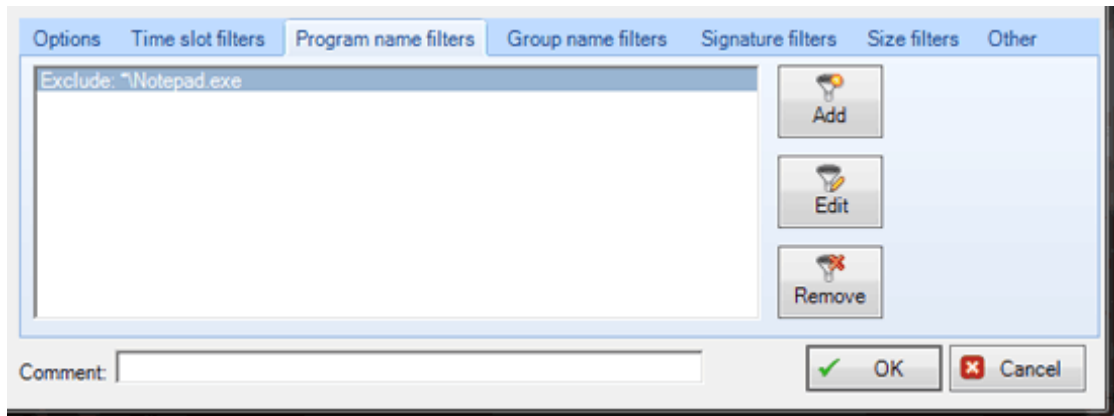 Options Time slot filters Program name filters Group name filters Signature filters Size filters Other
Exclude: *\Notepad.exe
Add
Edit
Remove
Comment:
OK Cancel